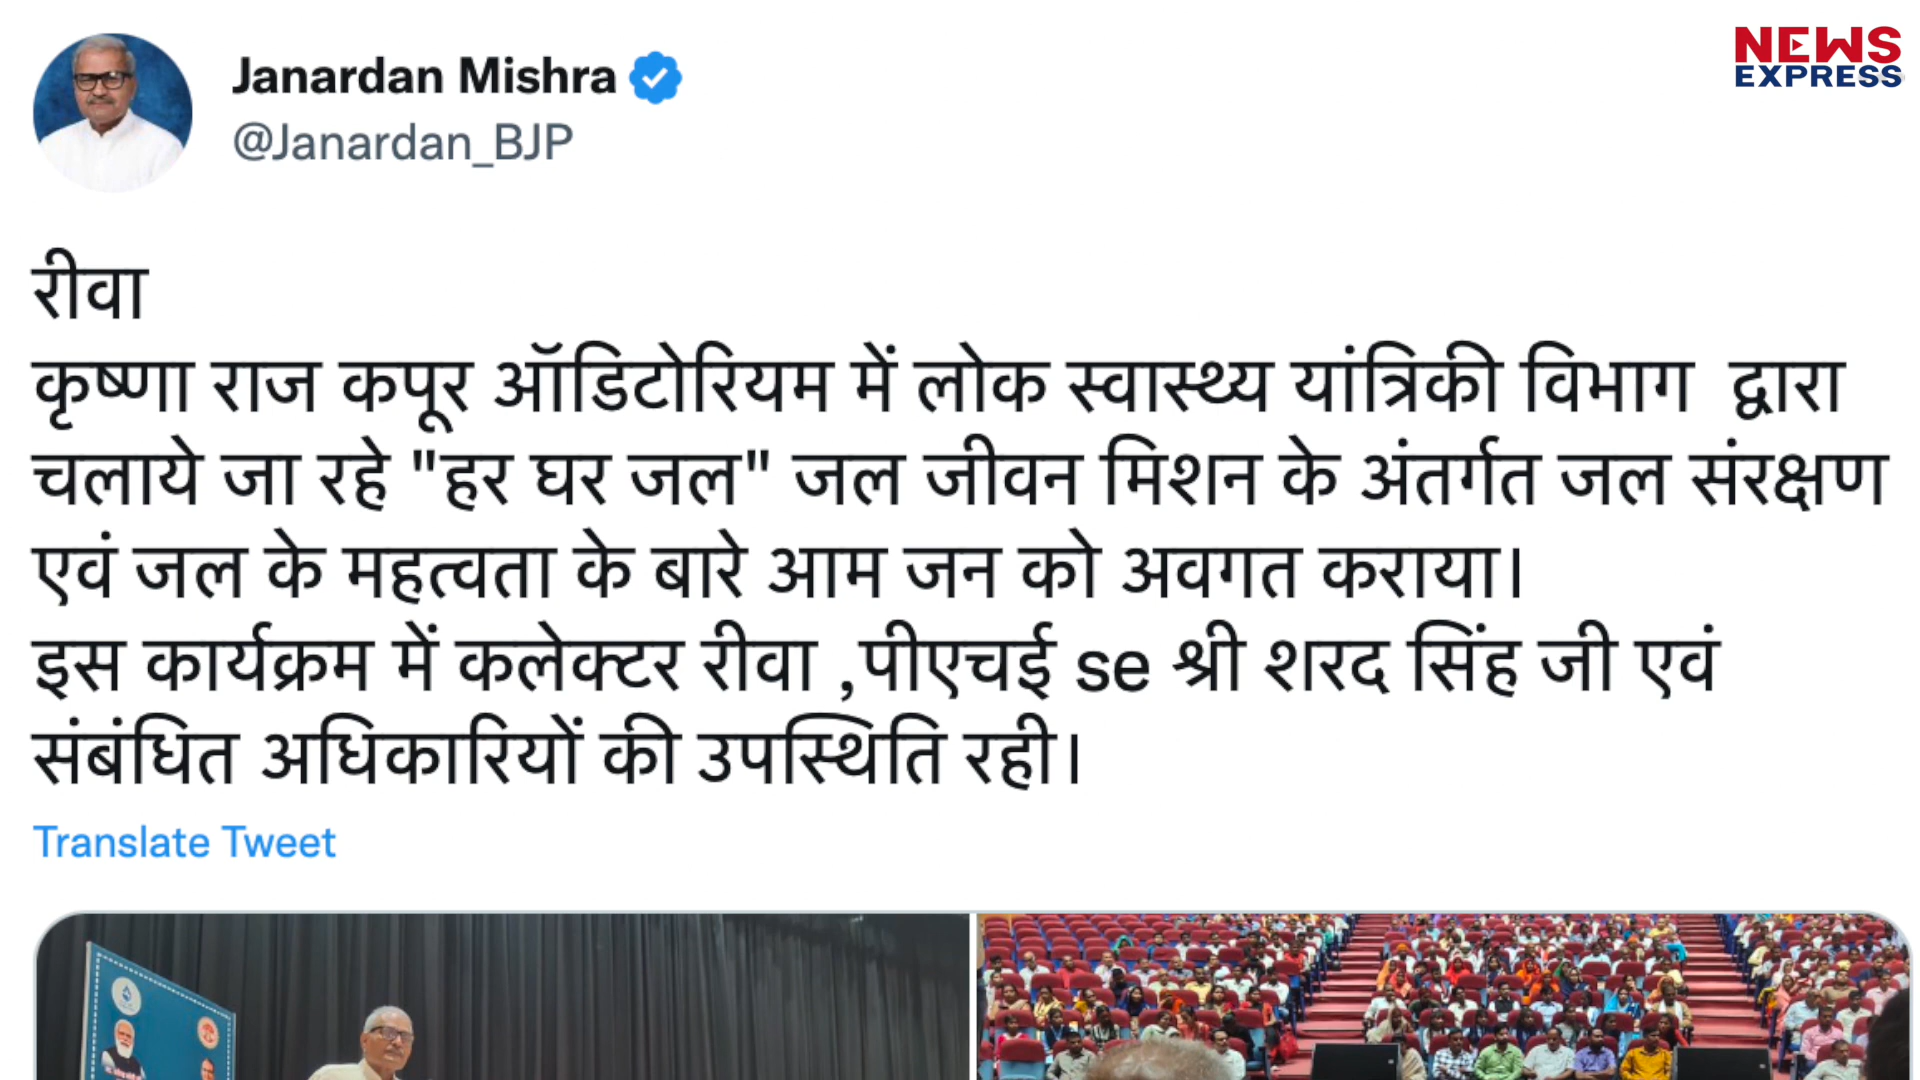 Janardan Mishra
@Janardan_BJP
NEWS
EXPRESS
रीवा
कृष्णा राज कपूर ऑडिटोरियम में लोक स्वास्थ्य यांत्रिकी विभाग द्वारा
चलाये जा रहे "हर घर जल" जल जीवन मिशन के अंतर्गत जल संरक्षण
एवं जल के महत्वता के बारे आम जन को अवगत कराया।
इस कार्यक्रम में कलेक्टर रीवा ,पीएचई se श्री शरद सिंह जी एवं
संबंधित अधिकारियों की उपस्थिति रही।
Translate Tweet